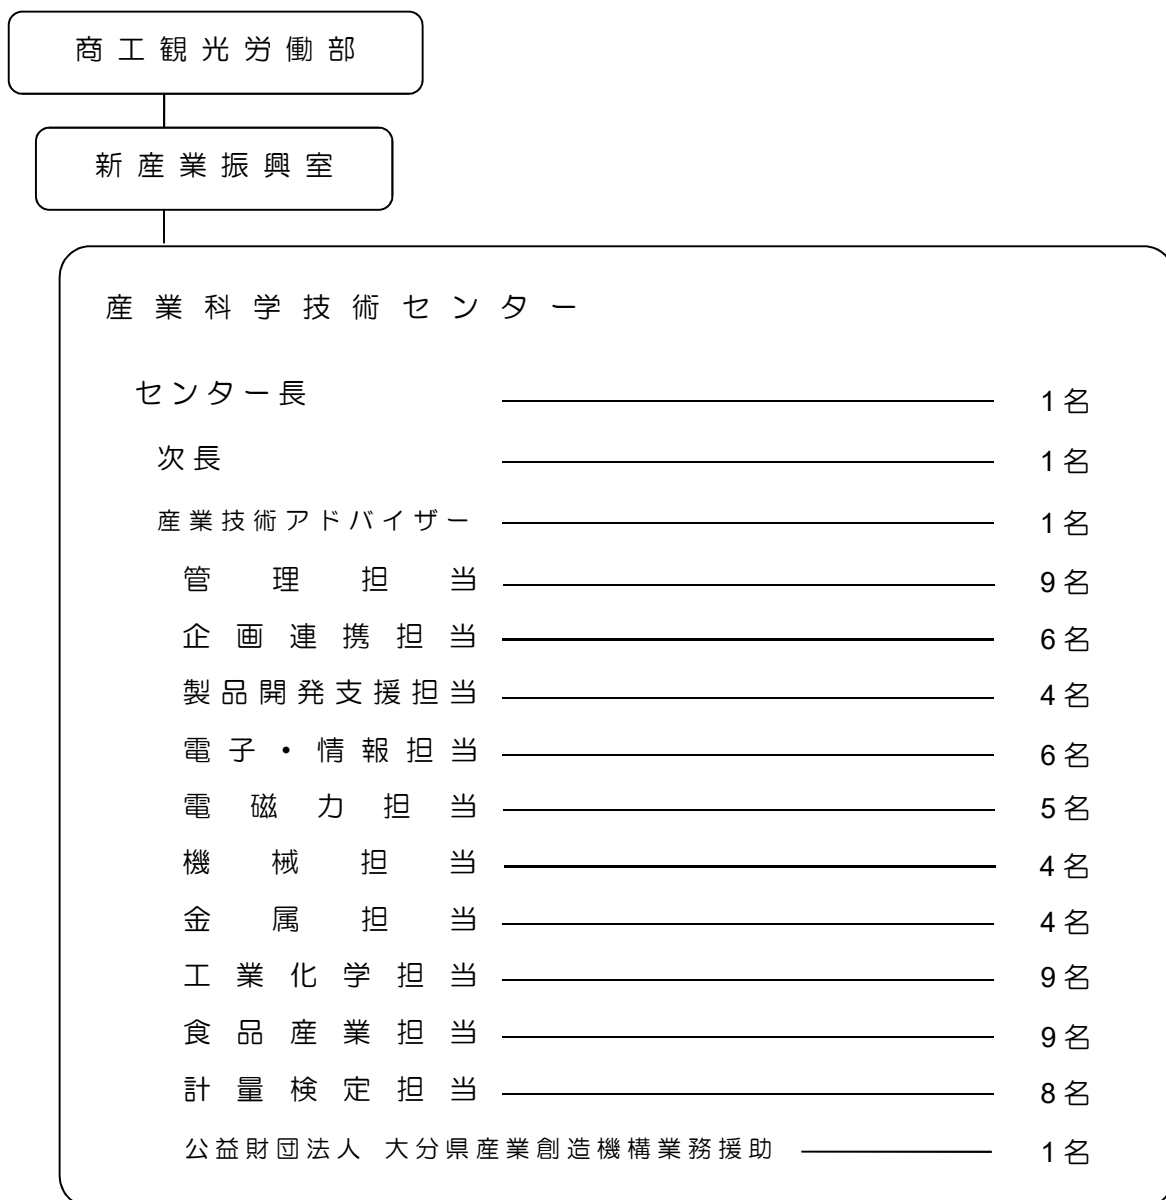 商工観光労働部
新産業振興室
産業科学技術センター
センター長 1名
次長 1名
産業技術アドバイザー 1名
管理担当 9名
企画連携担当 6名
製品開発支援担当 4名
電子・情報担当 6名
電磁力担当 5名
機械担当 4名
金属担当 4名
工業化学担当 9名
食品産業担当 9名
計量検定担当 8名
公益財団法人 大分県産業創造機構業務援助 1名